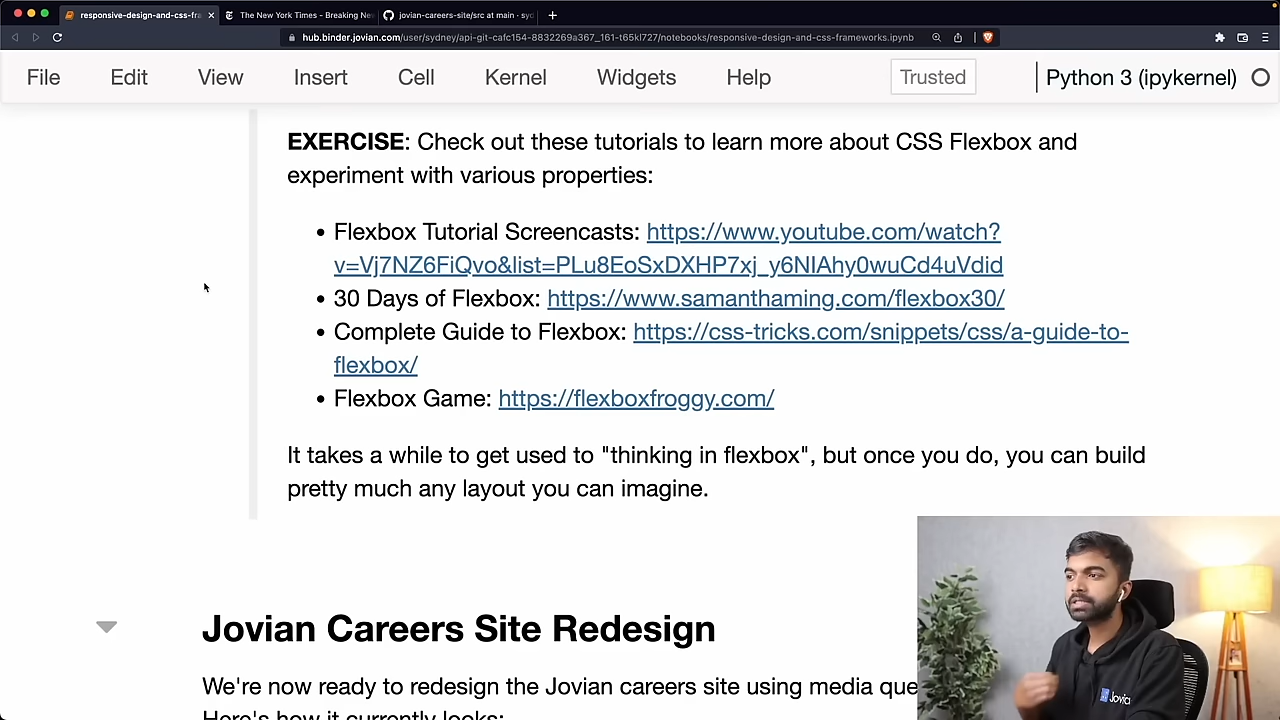 responsive-design-and-css-fra
The New York Times - Breaking New
jovian-careers-site/src at main · syd
hub.binder.jovian.com/user/sydney/api-git-cafc154-8832269a367_161-t65kl727/notebooks/responsive-design-and-css-frameworks.ipynb
File Edit View Insert Cell Kernel Widgets Help Trusted Python 3 (ipykernel)
EXERCISE: Check out these tutorials to learn more about CSS Flexbox and
experiment with various properties:
• Flexbox Tutorial Screencasts: https://www.youtube.com/watch?
v=Vj7NZ6FiQvo&list=PLu8EoSxDXHP7xj_y6NIAhy0wuCd4uVdid
• 30 Days of Flexbox: https://www.samanthaming.com/flexbox30/
• Complete Guide to Flexbox: https://css-tricks.com/snippets/css/a-guide-to-
flexbox/
• Flexbox Game: https://flexboxfroggy.com/
It takes a while to get used to "thinking in flexbox", but once you do, you can build
pretty much any layout you can imagine.
Jovian Careers Site Redesign
We're now ready to redesign the Jovian careers site using media que
Here's how it currently looks:
Jovia